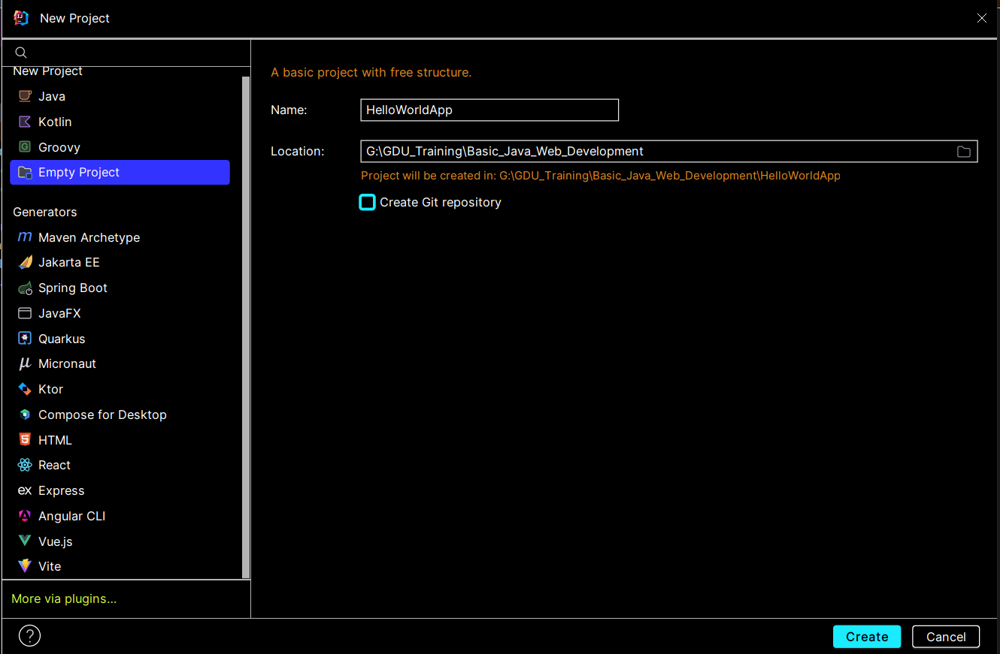 New Project
New Project
Java
Kotlin
Groovy
Empty Project
Generators
Maven Archetype
Jakarta EE
Spring Boot
JavaFX
Quarkus
Micronaut
Ktor
Compose for Desktop
HTML
React
Express
Angular CLI
Vue.js
Vite
More via plugins...
A basic project with free structure.
Name: HelloWorldApp
Location: G:\GDU_Training\Basic_Java_Web_Development
Project will be created in: G:\GDU_Training\Basic_Java_Web_Development\HelloWorldApp
Create Git repository
?
Create Cancel